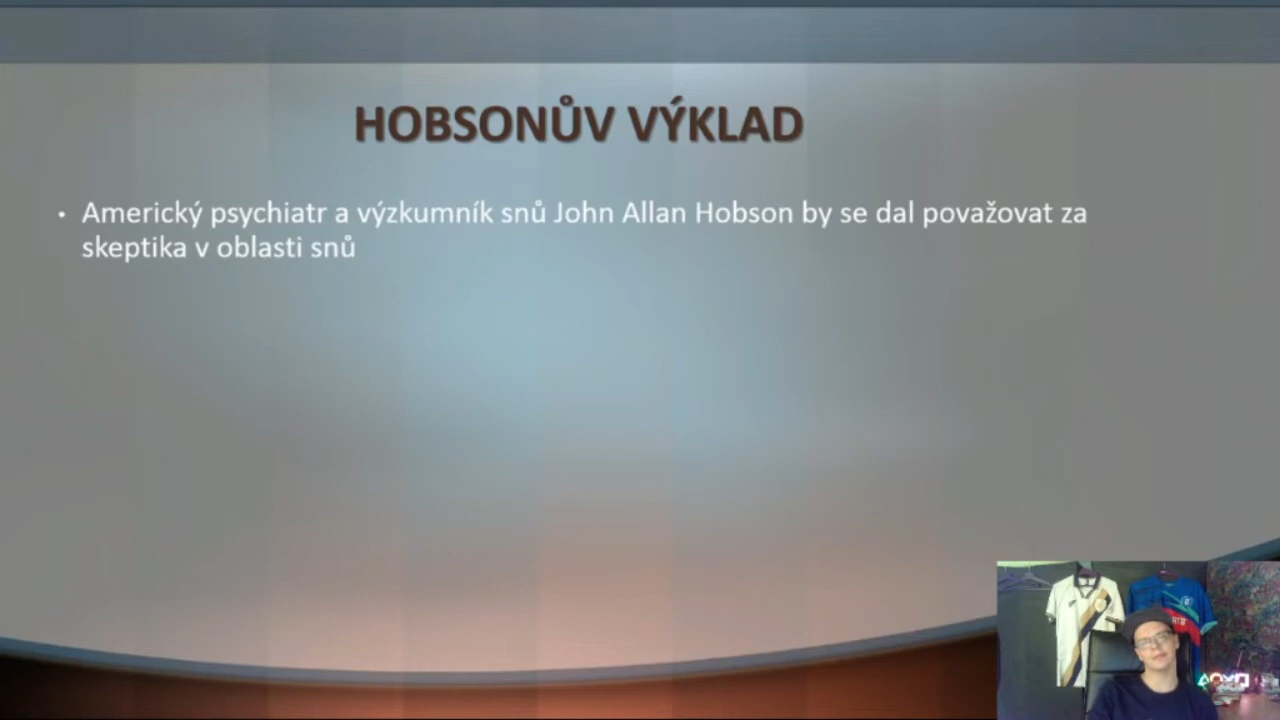 HOBSONŮV VÝKLAD
• Americký psychiatr a výzkumník snů John Allan Hobson by se dal považovat za
skeptika v oblasti snů